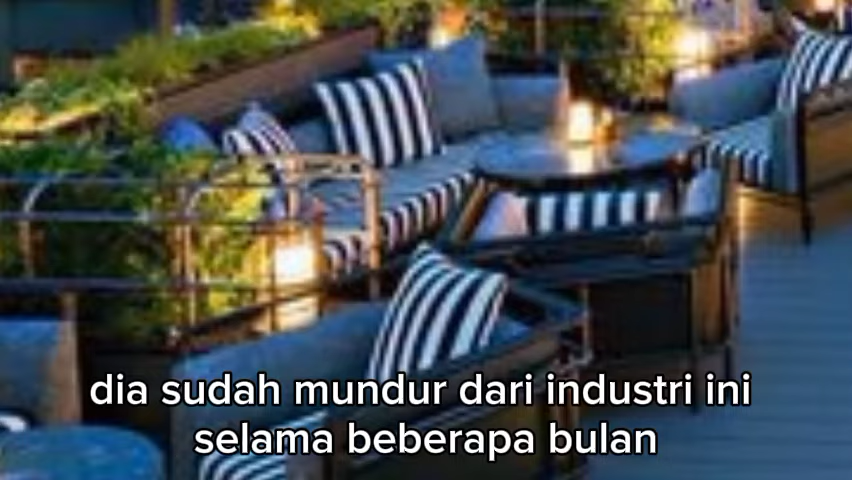 dia sudah mundur dari industri ini
selama beberapa bulan